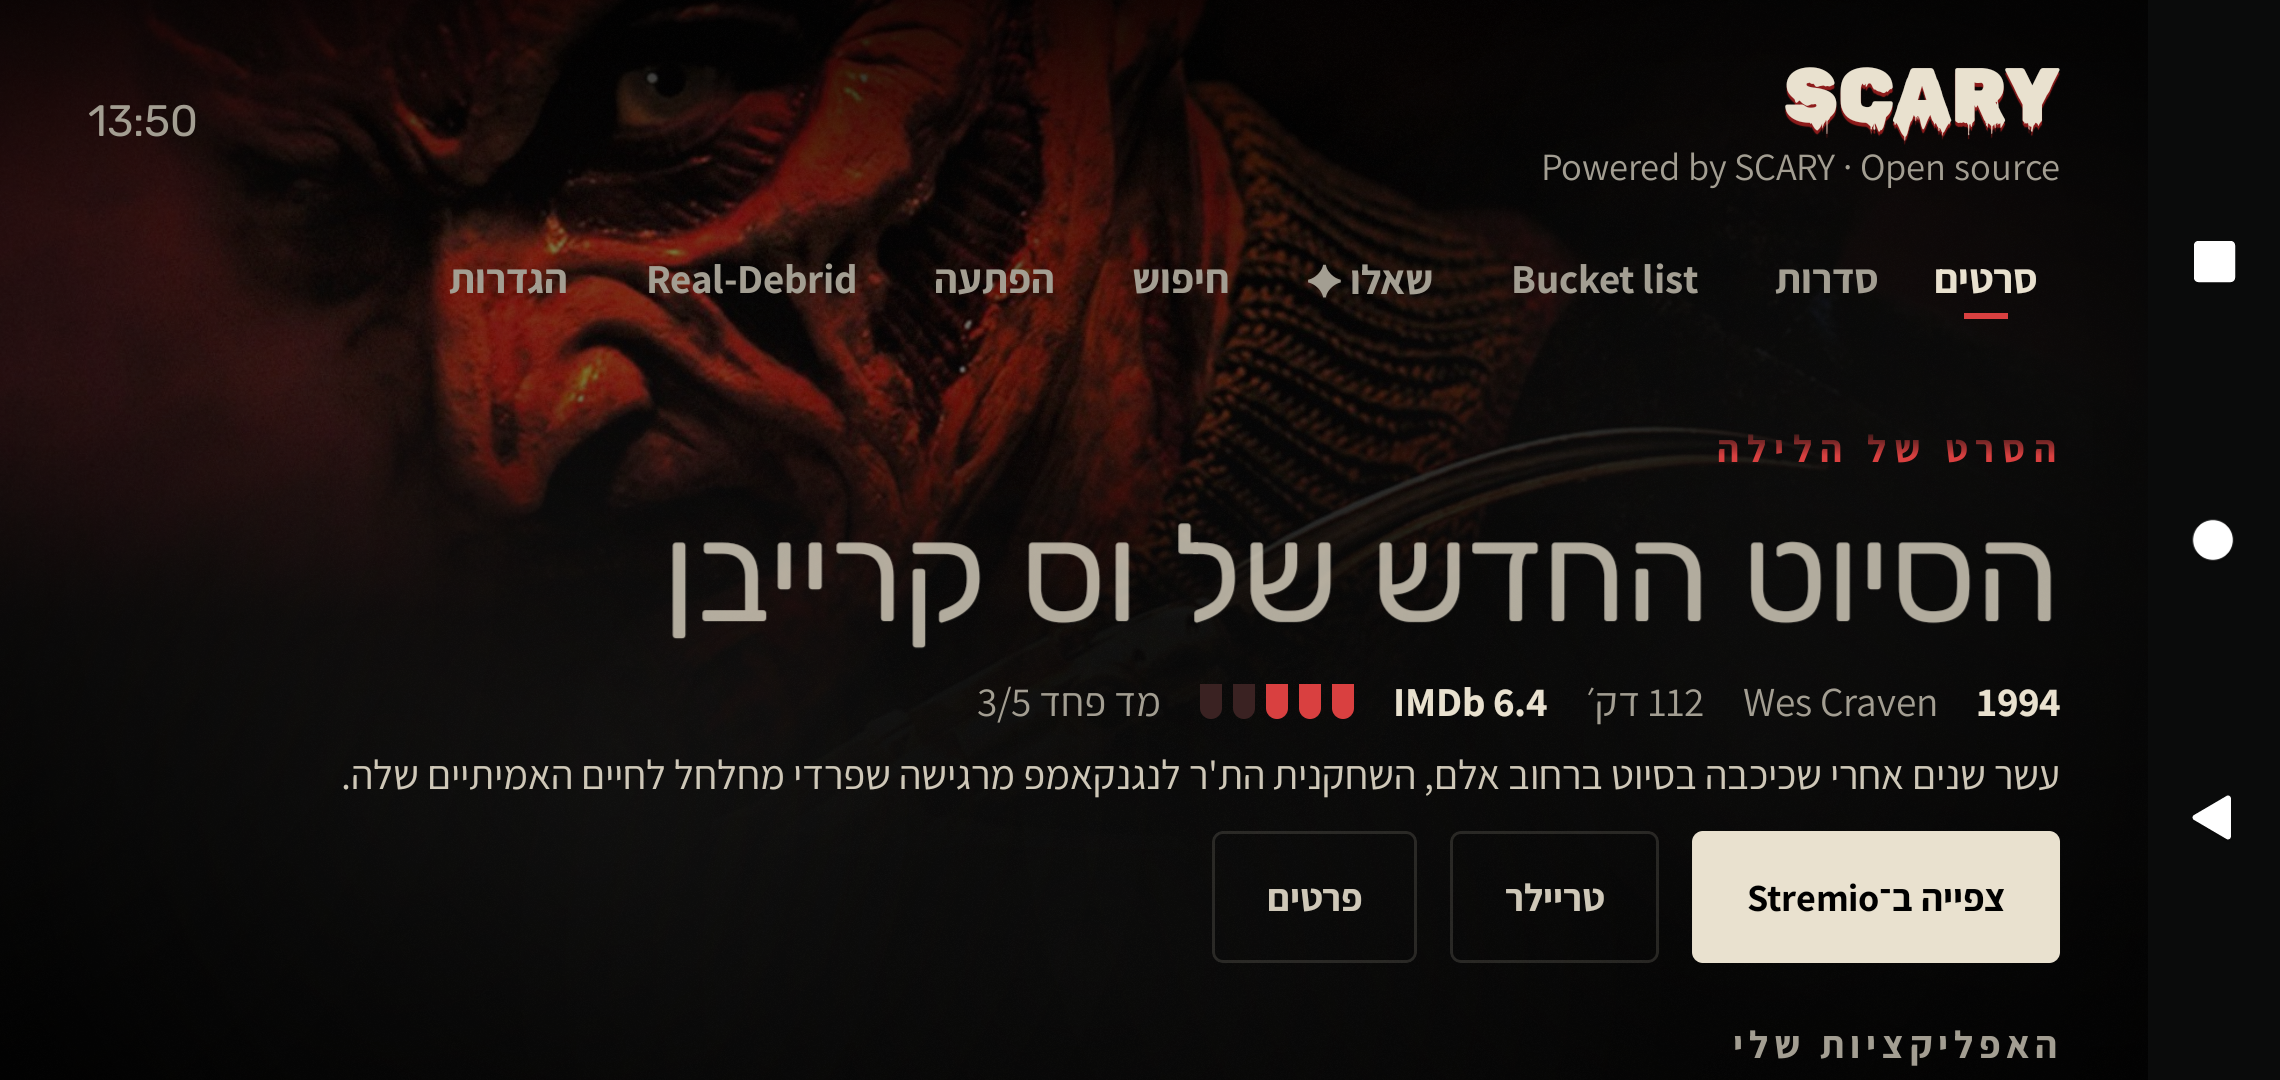 SCARY
13:50
Powered by SCARY · Open source
סרטים סדרות Bucket list שאלו חיפוש הפתעה Real-Debrid הגדרות
הסרט של הלילה
הסיוט החדש של וס קרייבן
1994 Wes Craven 112 דק׳ IMDb 6.4 מד פחד 3/5
עשר שנים אחרי שכיכבה בסיוט ברחוב אלם, השחקנית הת'ר לנגנקאמפ מרגישה שפרדי מחלחל לחיים האמיתיים שלה.
צפייה ב־Stremio טריילר פרטים
האפליקציות שלי